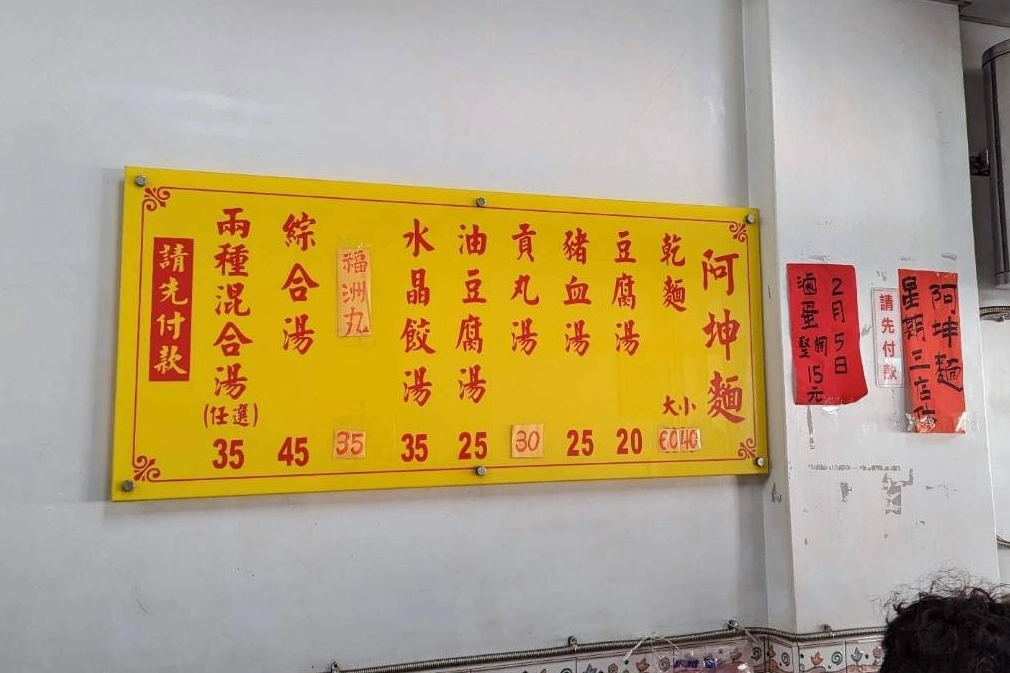 阿坤麵
乾麵
大小
60 40
豆腐湯
20
豬血湯
25
貢丸湯
30
油豆腐湯
25
水晶餃湯
35
福洲丸
35
綜合湯
45
兩種混合湯
(任選)
35
請先付款
阿坤麵
星期三店休
請先付款
2月5日
滷蛋
15元